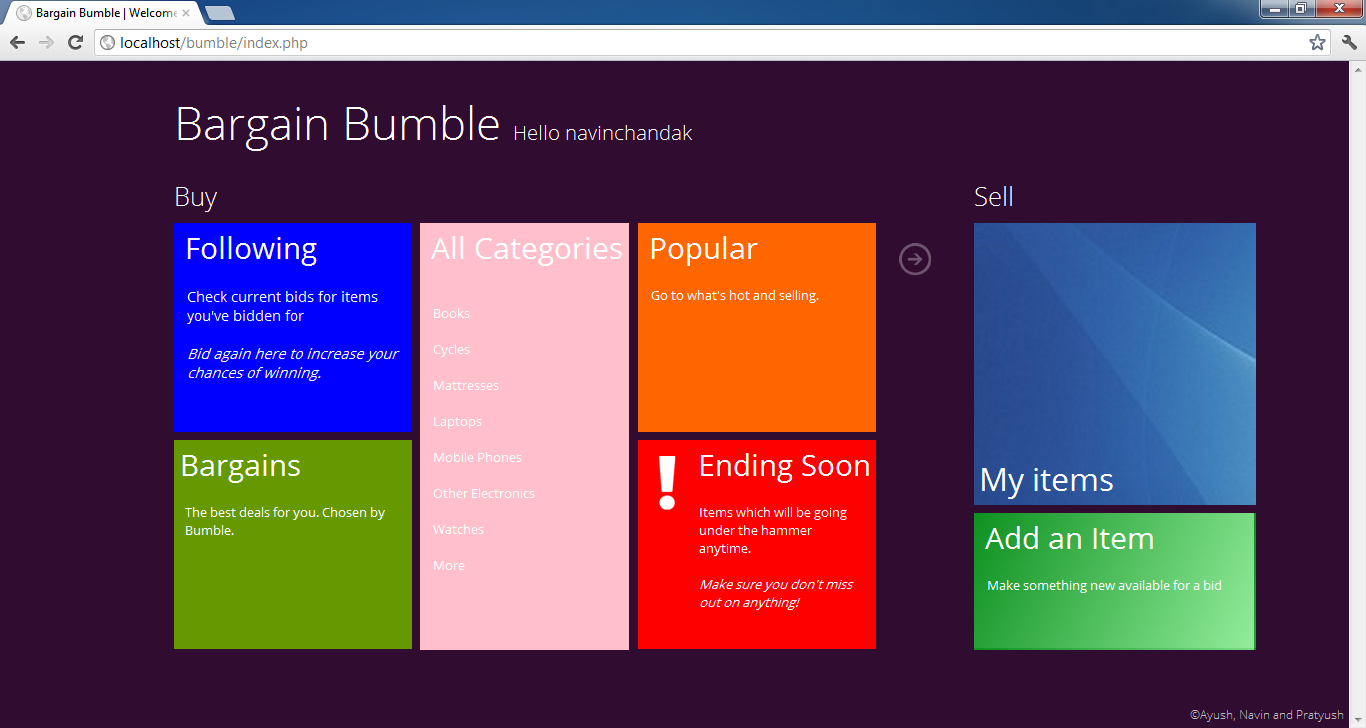 Bargain Bumble | Welcome
localhost/bumble/index.php
Bargain Bumble Hello navinchandak
Buy
Following
Check current bids for items
you've bidden for
Bid again here to increase your
chances of winning.
Bargains
The best deals for you. Chosen by
Bumble.
All Categories
Books
Cycles
Mattresses
Laptops
Mobile Phones
Other Electronics
Watches
More
Popular
Go to what's hot and selling.
! Ending Soon
Items which will be going
under the hammer
anytime.
Make sure you don't miss
out on anything!
Sell
My items
Add an Item
Make something new available for a bid
©Ayush, Navin and Pratyush